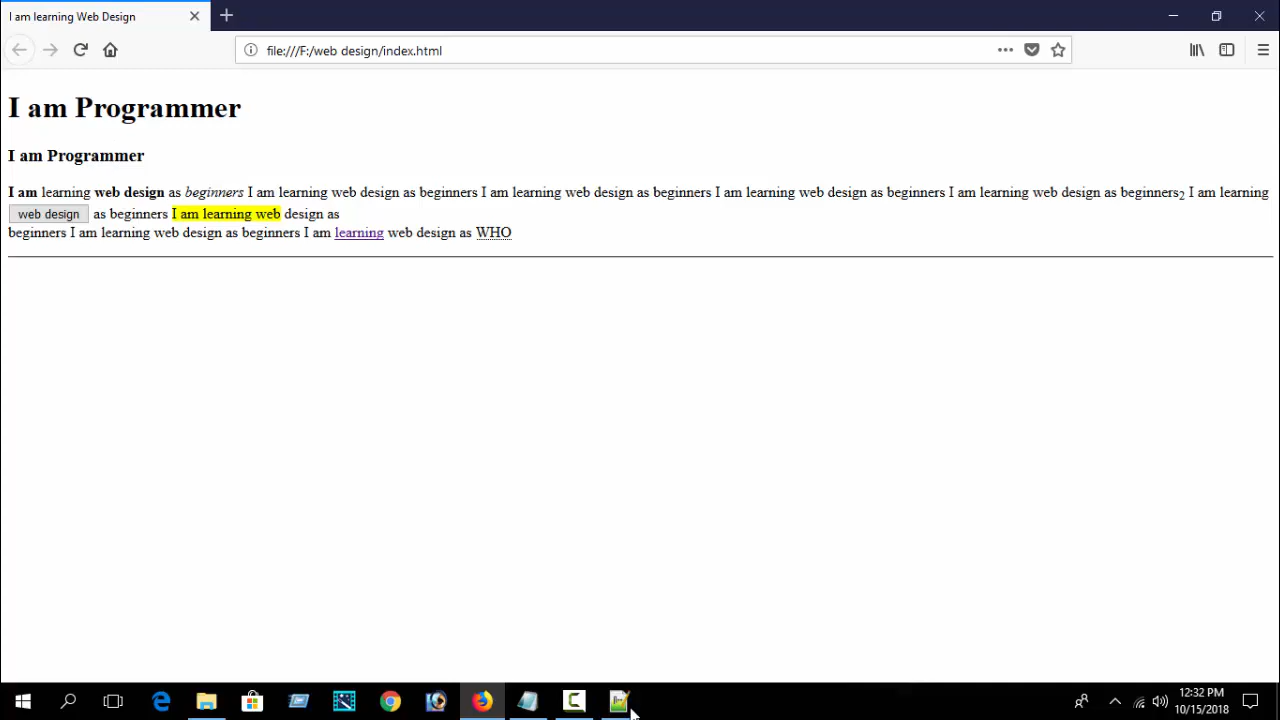 I am learning Web Design
file:///F:/web design/index.html
I am Programmer
I am Programmer
I am learning web design as beginners I am learning web design as beginners I am learning web design as beginners I am learning web design as beginners I am learning web design as beginners2 I am learning
web design as beginners I am learning web design as
beginners I am learning web design as beginners I am learning web design as WHO
12:32 PM
10/15/2018